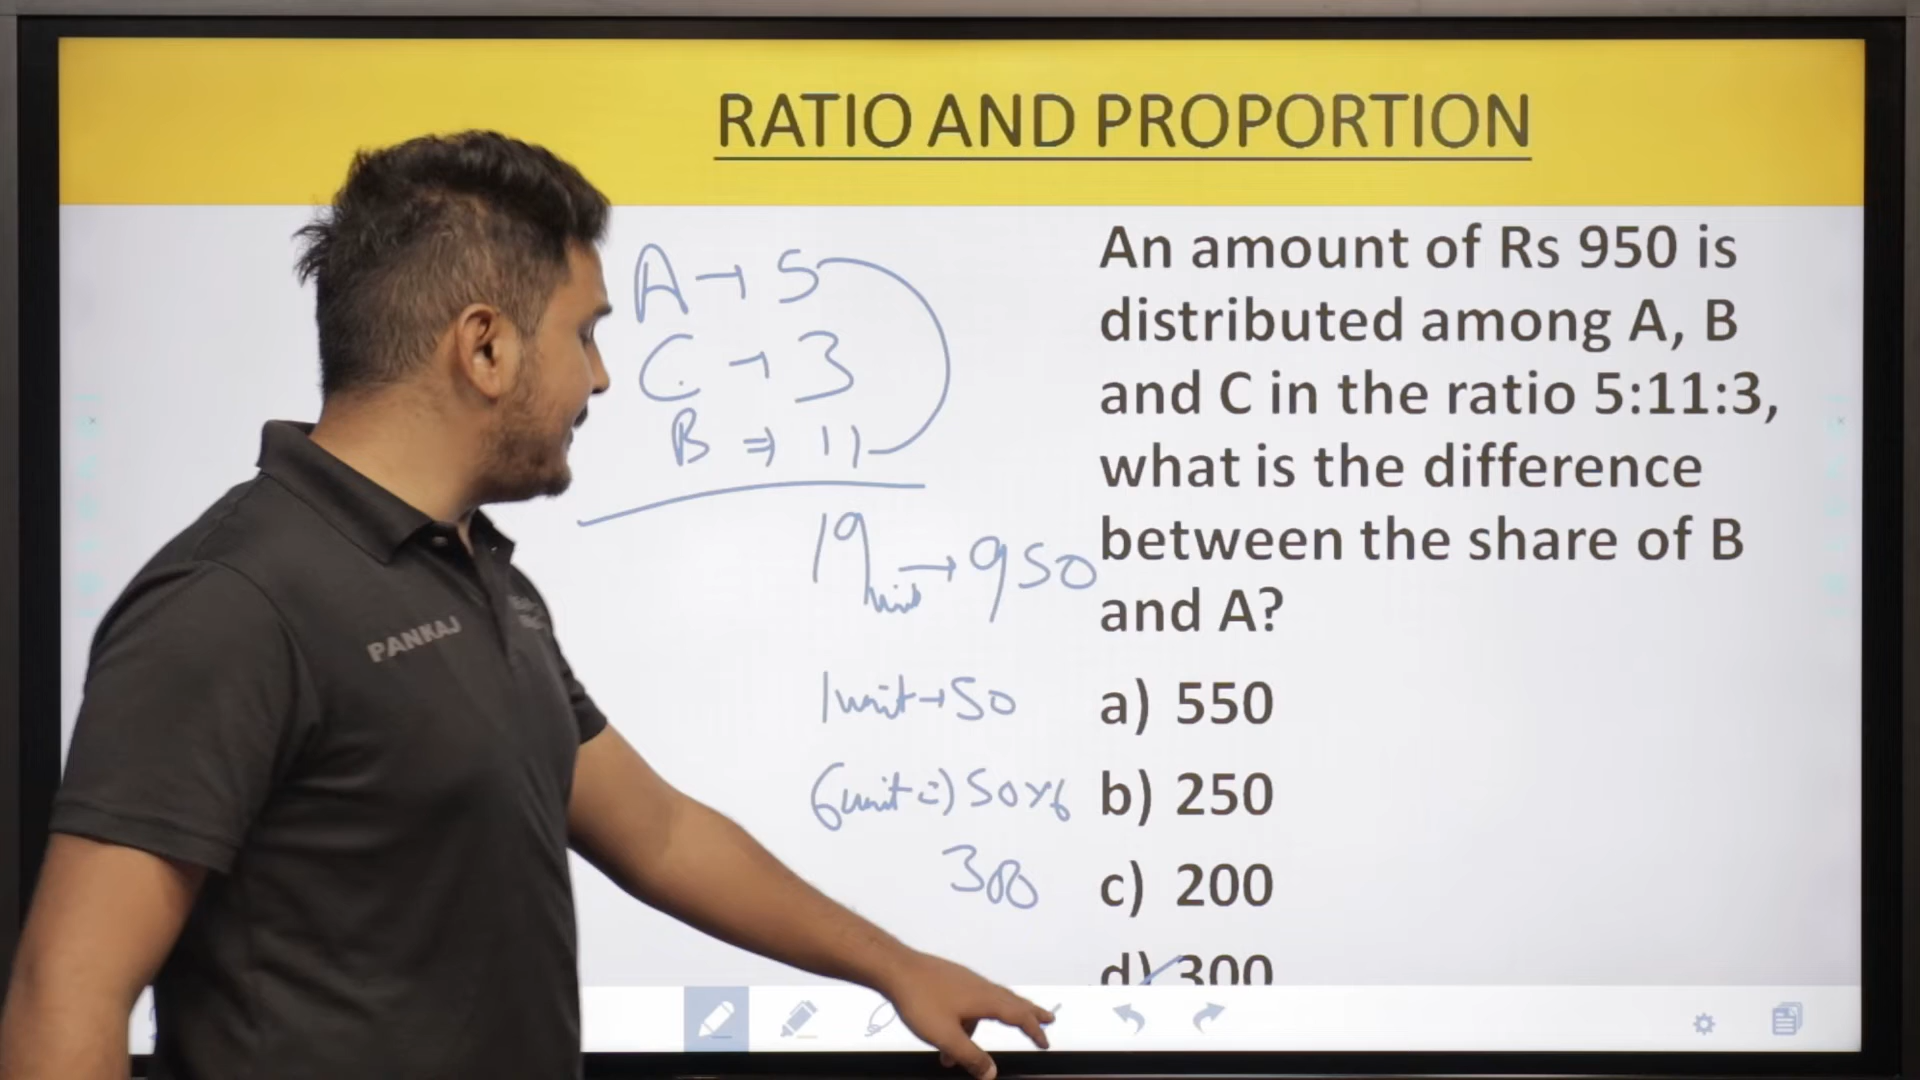 RATIO AND PROPORTION
A → 5
C → 3
B ⇒ 11
19 unit → 950
1 unit → 50
6 unit ⇒ 50×6
300
An amount of Rs 950 is
distributed among A, B
and C in the ratio 5:11:3,
what is the difference
between the share of B
and A?
a) 550
b) 250
c) 200
d) 300
PANKAJ